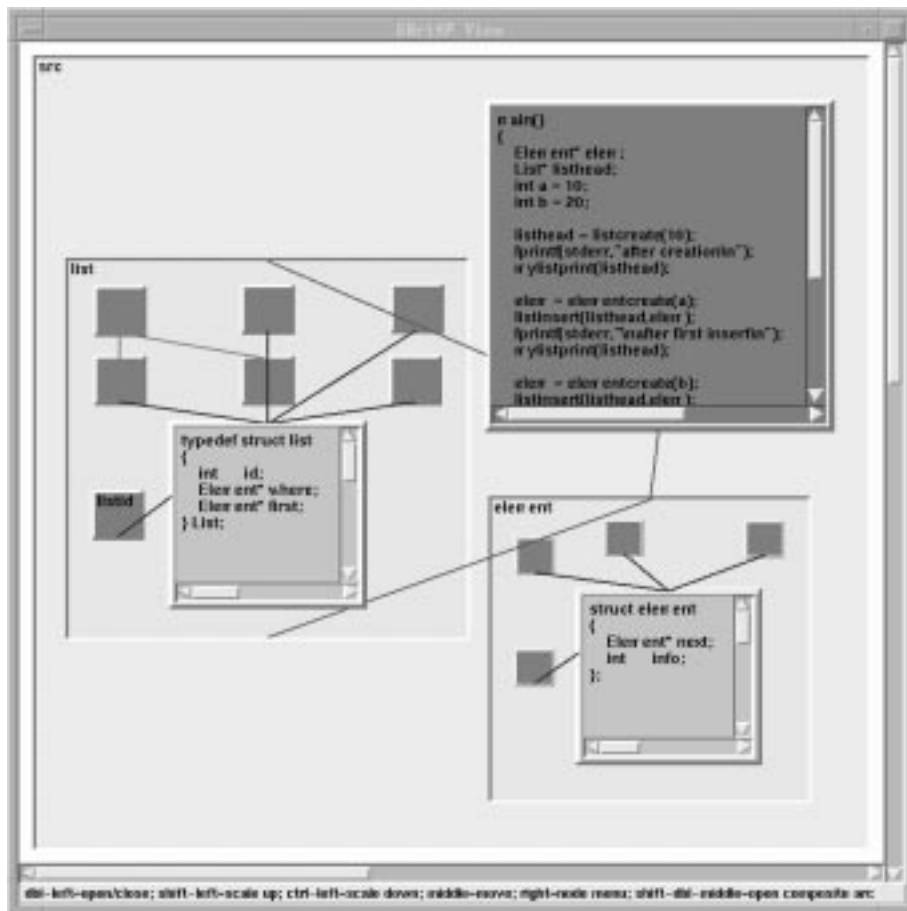 SHriMP View
src
main()
{
Element* elem;
List* listhead;
int a = 10;
int b = 20;
listhead = listcreate(10);
fprintf(stderr,"after creation\n");
mylistprint(listhead);
elem = elementcreate(a);
listinsert(listhead,elem);
fprintf(stderr,"\nafter first insert\n");
mylistprint(listhead);
elem = elementcreate(b);
listinsert(listhead,elem);
list
typedef struct list
{
int id;
Element* where;
Element* first;
} List;
listid
element
struct element
{
Element* next;
int info;
};
dbl-left-open/close; shift-left-scale up; ctrl-left-scale down; middle-move; right-node menu; shift-dbl-middle-open composite arc